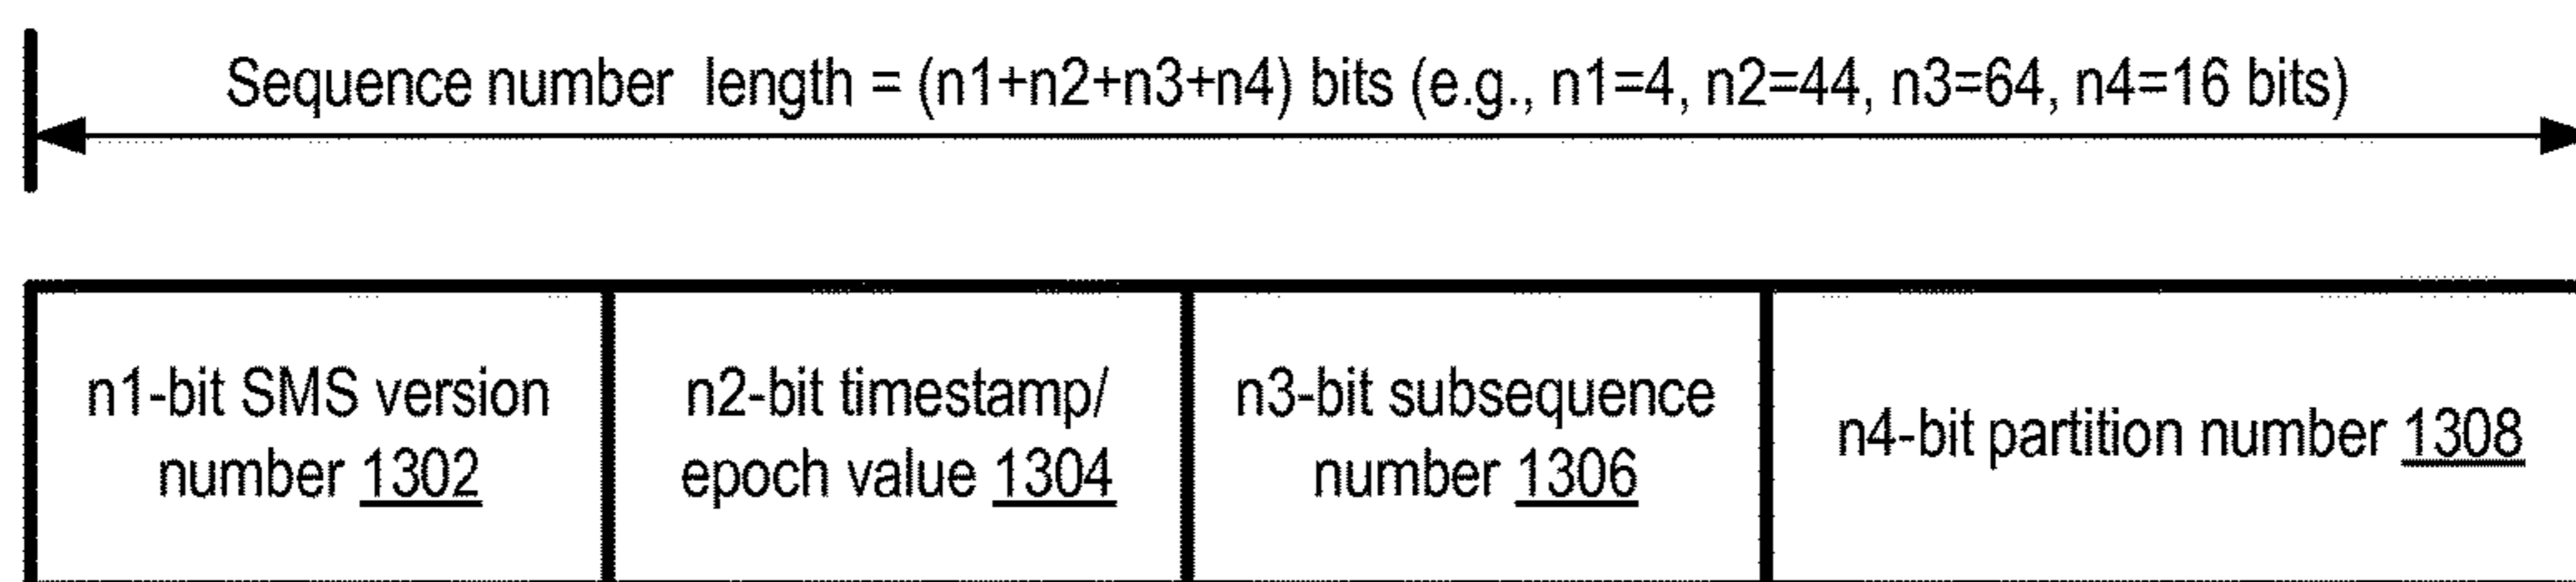 Sequence number length = (n1+n2+n3+n4) bits (e.g., n1=4, n2=44, n3=64, n4=16 bits)
n1-bit SMS version
number 1302
n2-bit timestamp/
epoch value 1304
n3-bit subsequence
number 1306
n4-bit partition number 1308